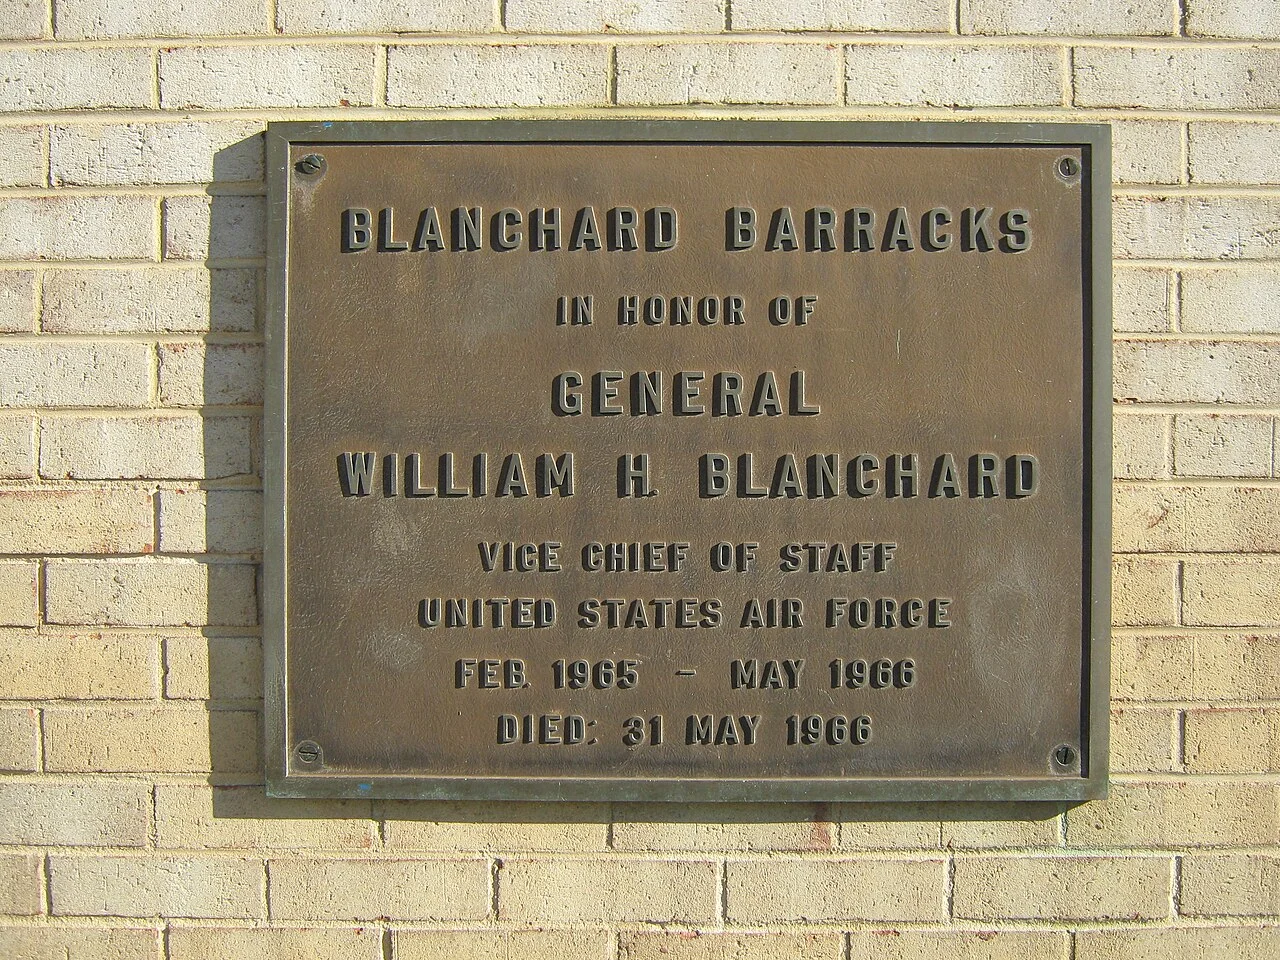 BLANCHARD BARRACKS
IN HONOR OF
GENERAL
WILLIAM H. BLANCHARD
VICE CHIEF OF STAFF
UNITED STATES AIR FORCE
FEB. 1965 - MAY 1966
DIED: 31 MAY 1966